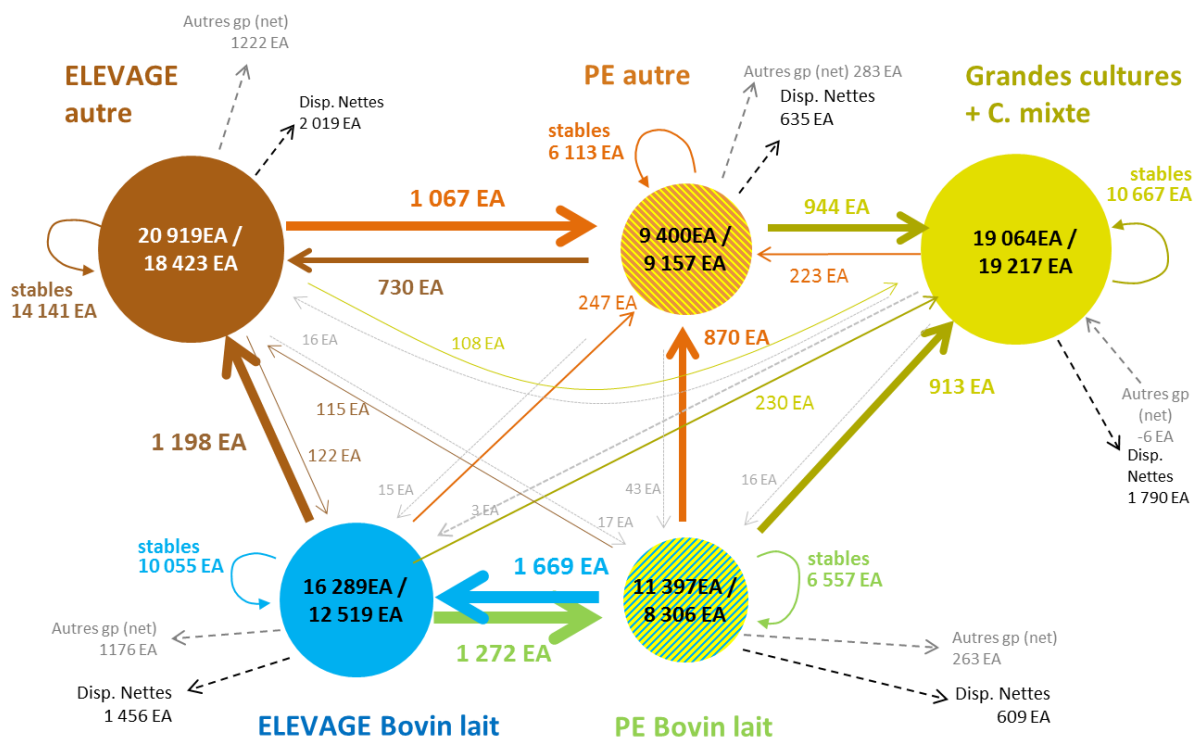 Autres gp (net)
1222 EA
ELEVAGE
autre
Disp. Nettes
2 019 EA
PE autre
Autres gp (net) 283 EA
Disp. Nettes
635 EA
Grandes cultures
+ C. mixte
stables
6 113 EA
stables
10 667 EA
1 067 EA
944 EA
20 919EA /
18 423 EA
9 400EA /
9 157 EA
19 064EA /
19 217 EA
stables
14 141 EA
730 EA
223 EA
247 EA
16 EA
108 EA
870 EA
913 EA
115 EA
230 EA
Autres gp
(net)
-6 EA
1 198 EA
122 EA
Disp.
Nettes
1 790 EA
15 EA
3 EA
43 EA
16 EA
17 EA
stables
10 055 EA
1 669 EA
stables
6 557 EA
16 289EA /
12 519 EA
11 397EA /
8 306 EA
Autres gp (net)
1176 EA
1 272 EA
Autres gp (net)
263 EA
Disp. Nettes
1 456 EA
Disp. Nettes
609 EA
ELEVAGE Bovin lait
PE Bovin lait